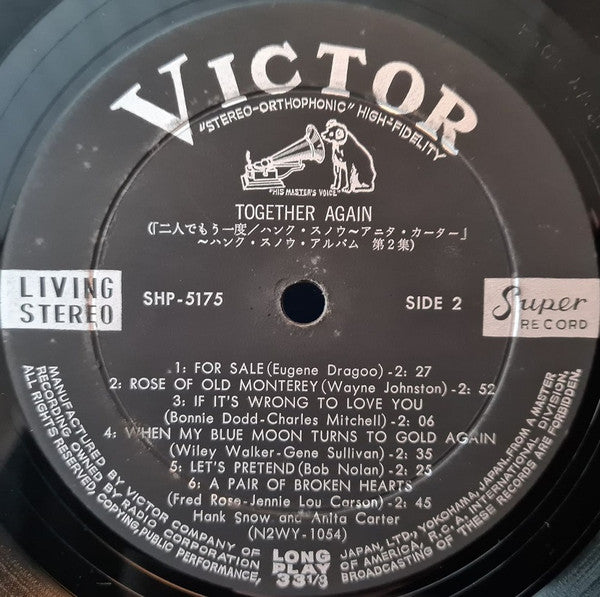 VICTOR
"STEREO-ORTHOPHONIC" HIGH-FIDELITY
"HIS MASTER'S VOICE"
TOGETHER AGAIN
(「二人でもう一度/ハンク・スノウ〜アニタ・カーター」
〜ハンク・スノウ・アルバム 第2集)
LIVING
STEREO
SHP-5175
SIDE 2
Super
RECORD
1: FOR SALE (Eugene Dragoo)-2: 27
2: ROSE OF OLD MONTEREY (Wayne Johnston)-2: 52
3: IF IT'S WRONG TO LOVE YOU
(Bonnie Dodd-Charles Mitchell)-2: 06
4: WHEN MY BLUE MOON TURNS TO GOLD AGAIN
(Wiley Walker-Gene Sullivan)-2: 35
5: LET'S PRETEND (Bob Nolan)-2: 25
6: A PAIR OF BROKEN HEARTS
(Fred Rose-Jennie Lou Carson)-2: 45
Hank Snow and Anita Carter
(N2WY-1054)
LONG
PLAY
33 1/3
MANUFACTURED BY VICTOR COMPANY OF JAPAN, LTD., YOKOHAMA, JAPAN, FROM A MASTER
RECORDING OWNED BY RADIO CORPORATION OF AMERICA, R.C.A. INTERNATIONAL DIVISION.
ALL RIGHTS RESERVED, COPYING, PUBLIC PERFORMANCE, BROADCASTING OF THESE RECORDS ARE FORBIDDEN.